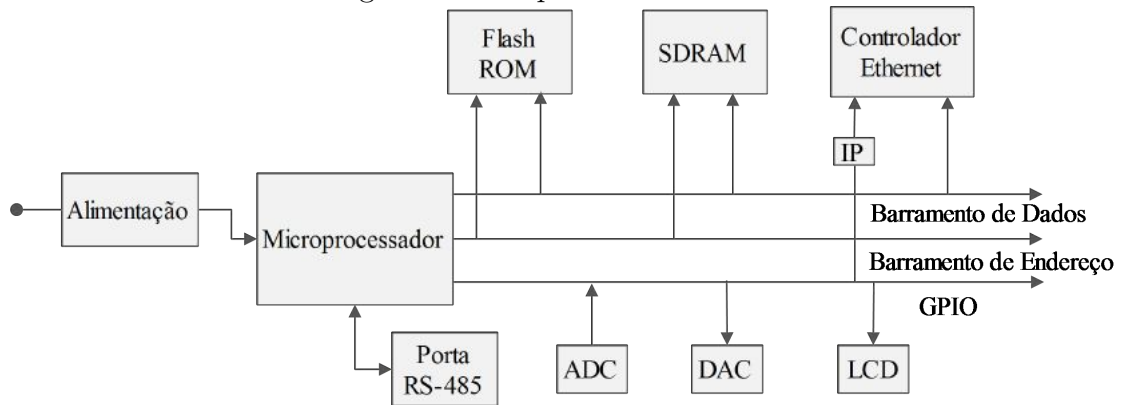 Flash
ROM
SDRAM
Controlador
Ethernet
IP
Alimentação
Microprocessador
Barramento de Dados
Barramento de Endereço
GPIO
Porta
RS-485
ADC
DAC
LCD